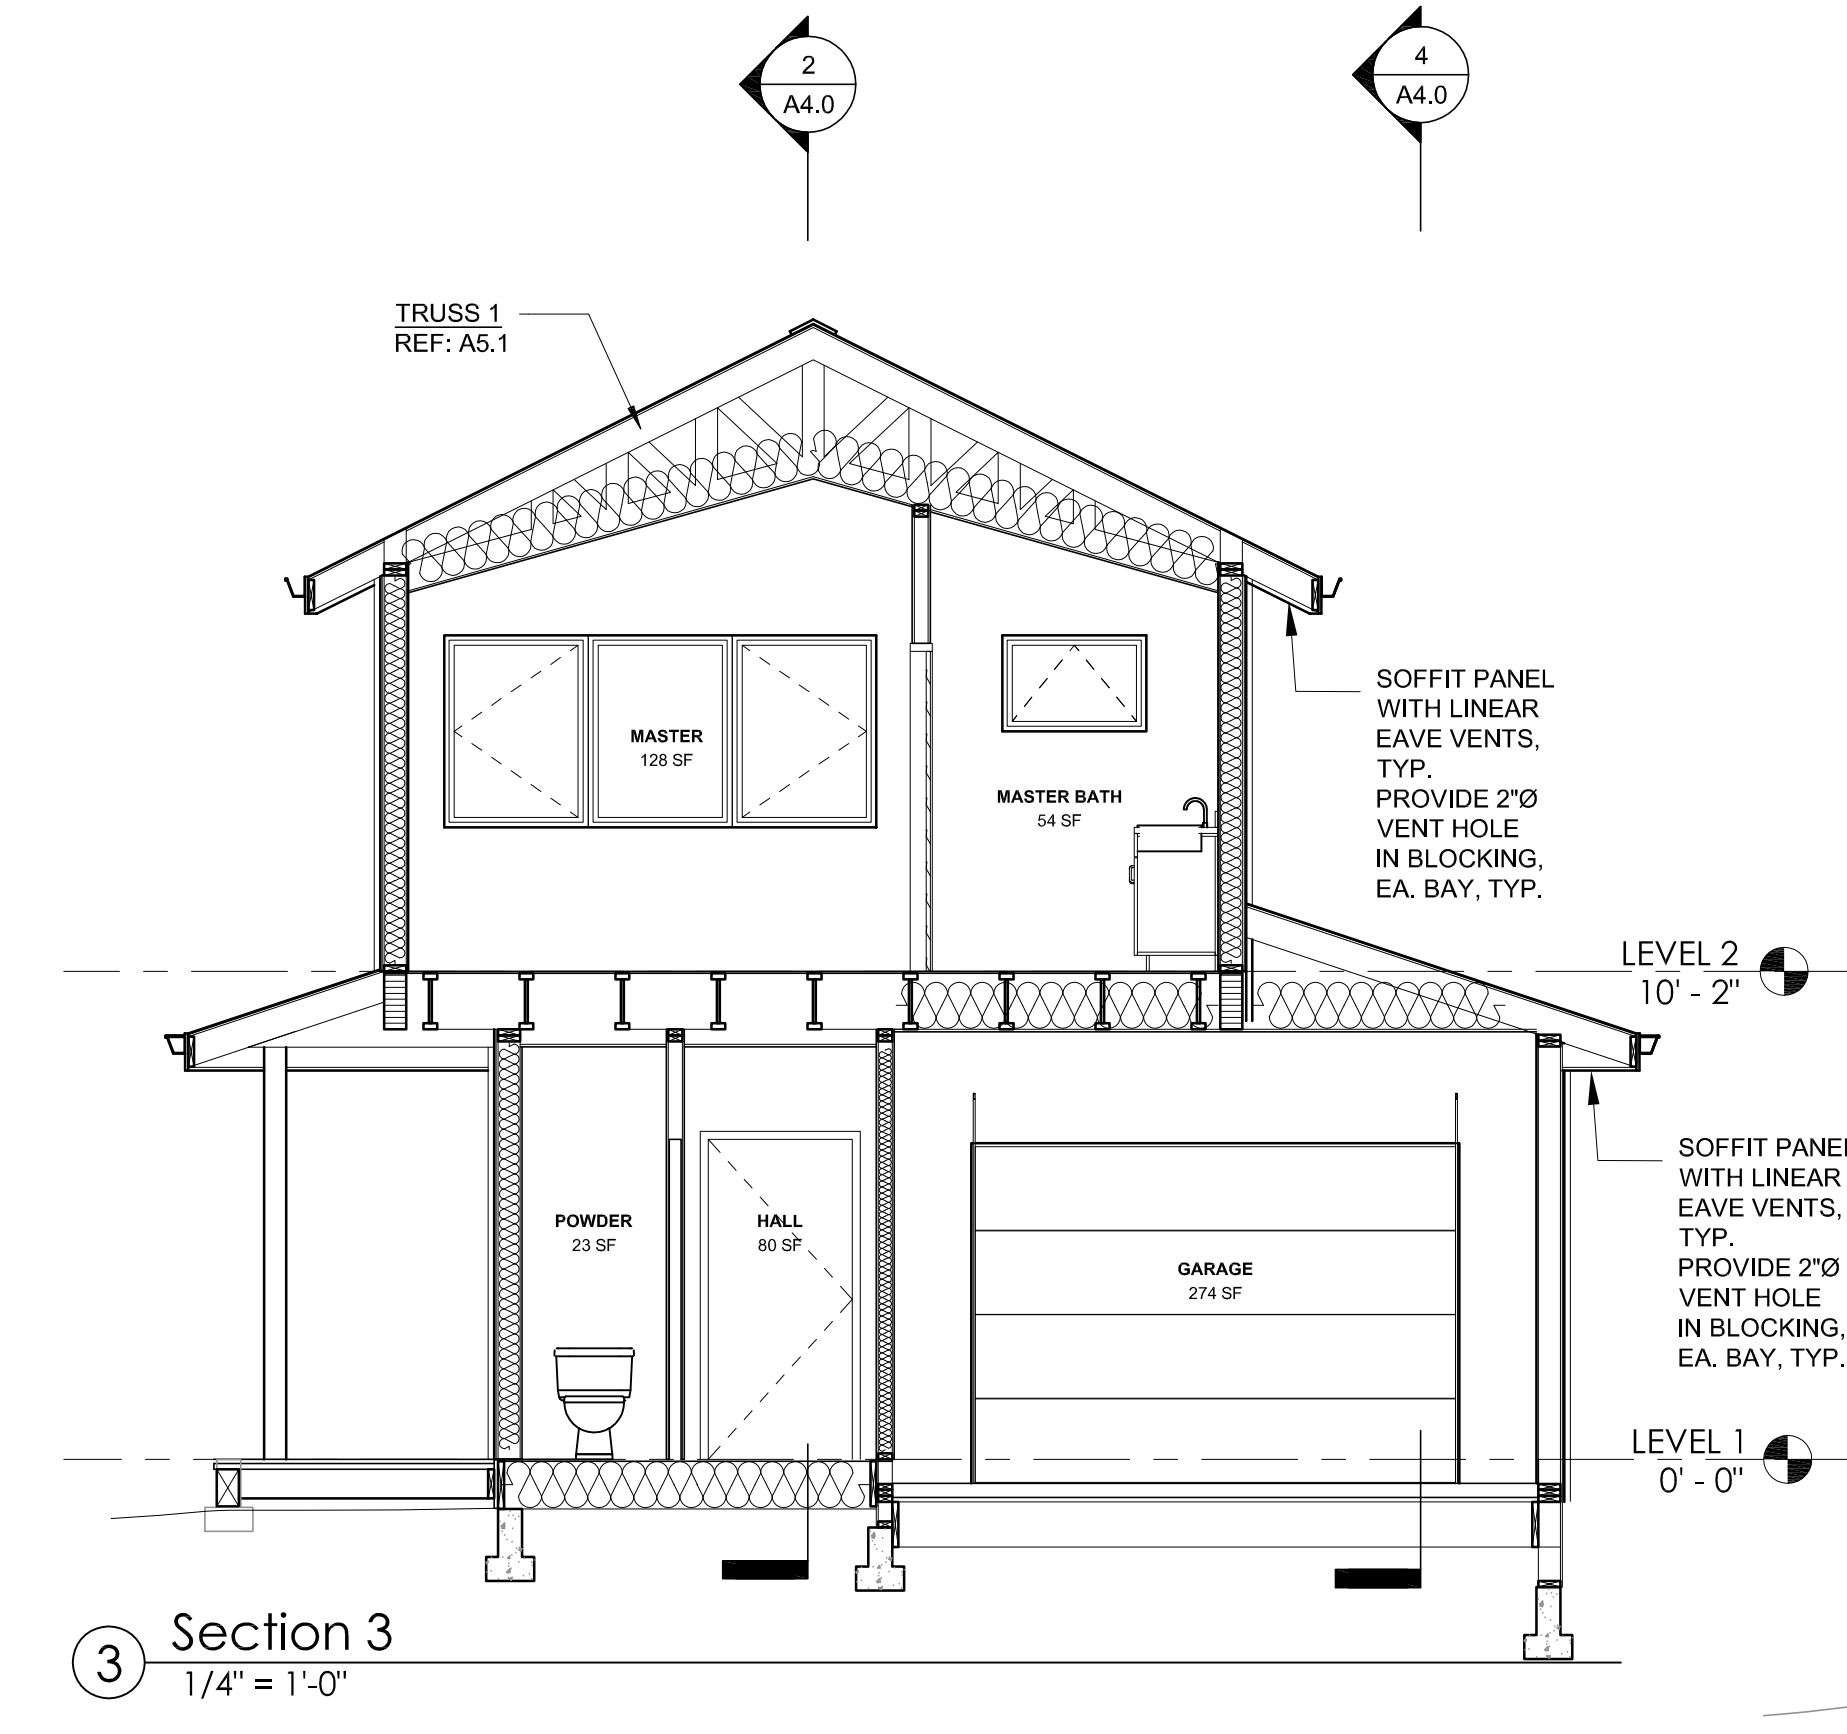 2
A4.0
4
A4.0
TRUSS 1
REF: A5.1
SOFFIT PANEL
WITH LINEAR
EAVE VENTS,
TYP.
PROVIDE 2"Ø
VENT HOLE
IN BLOCKING,
EA. BAY, TYP.
MASTER
128 SF
MASTER BATH
54 SF
LEVEL 2
10' - 2"
SOFFIT PANEL
WITH LINEAR
EAVE VENTS,
TYP.
PROVIDE 2"Ø
VENT HOLE
IN BLOCKING,
EA. BAY, TYP.
POWDER
23 SF
HALL
80 SF
GARAGE
274 SF
LEVEL 1
0' - 0"
3
Section 3
1/4" = 1'-0"